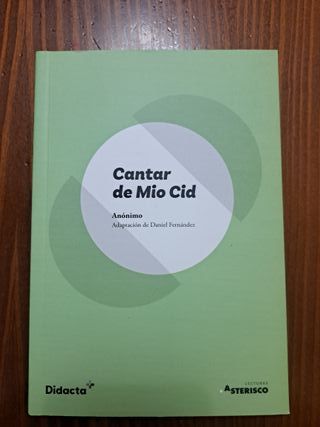 Cantar
de Mio Cid
Anónimo
Adaptación de Daniel Fernández
Didacta+
LECTURAS
ASTERISCO